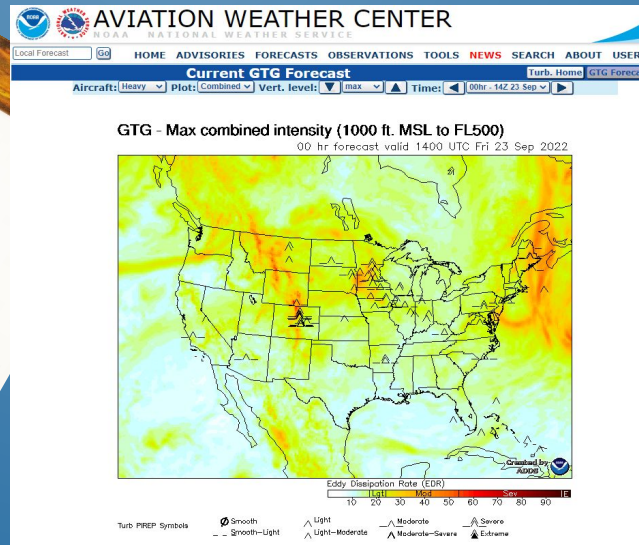 AVIATION WEATHER CENTER
NOAA NATIONAL WEATHER SERVICE
Local Forecast Go HOME ADVISORIES FORECASTS OBSERVATIONS TOOLS NEWS SEARCH ABOUT USER
Current GTG Forecast Turb. Home GTG Foreca
Aircraft: Heavy Plot: Combined Vert. level: max Time: 00hr - 14Z 23 Sep
GTG - Max combined intensity (1000 ft. MSL to FL500)
00 hr forecast valid 1400 UTC Fri 23 Sep 2022
Created by
ADDS
Eddy Dissipation Rate (EDR)
Lgt Mod Sev E
10 20 30 40 50 60 70 80 90
Turb PIREP Symbols Smooth Light Moderate Severe
Smooth-Light Light-Moderate Moderate-Severe Extreme